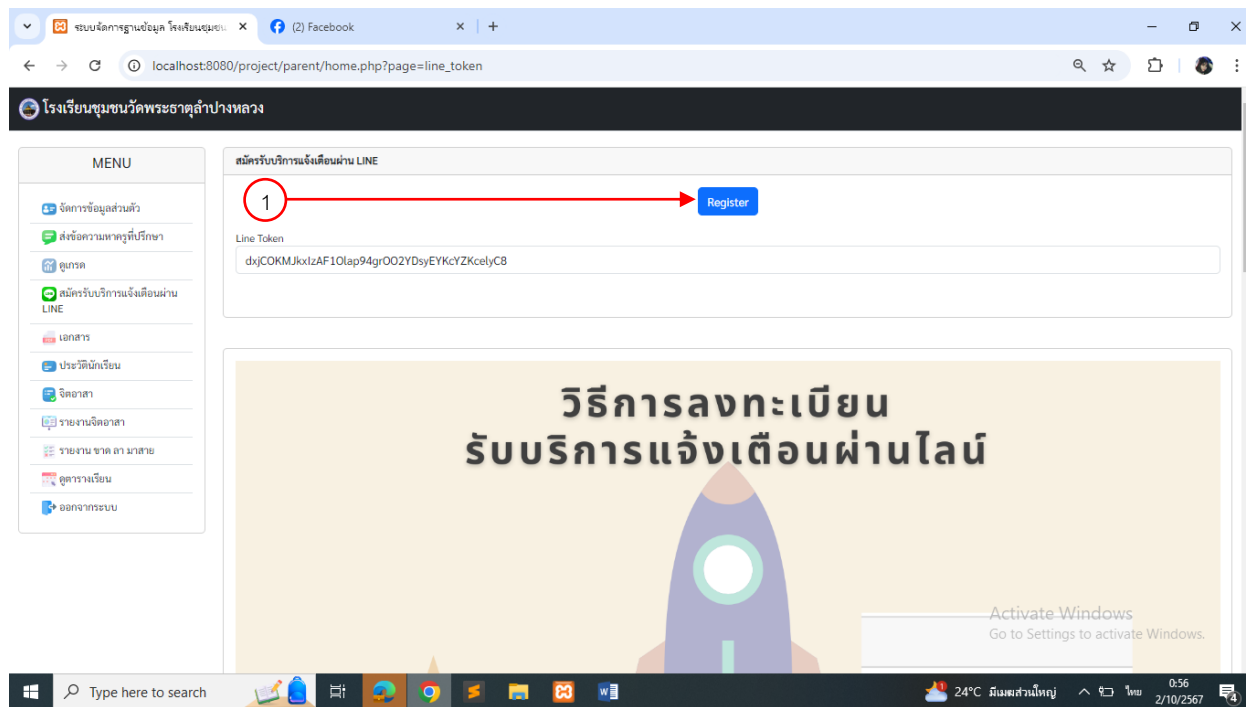 ระบบจัดการฐานข้อมูล โรงเรียนชุมชน
(2) Facebook
localhost:8080/project/parent/home.php?page=line_token
โรงเรียนชุมชนวัดพระธาตุลำปางหลวง
MENU
จัดการข้อมูลส่วนตัว
ส่งข้อความหาครูที่ปรึกษา
ดูเกรด
สมัครรับบริการแจ้งเตือนผ่าน
LINE
เอกสาร
ประวัตินักเรียน
จิตอาสา
รายงานจิตอาสา
รายงาน ขาด ลา มาสาย
ดูตารางเรียน
ออกจากระบบ
สมัครรับบริการแจ้งเตือนผ่าน LINE
1
Register
Line Token
dxjCOKMJkxIzAF1Olap94grOO2YDsyEYKcYZKcelyC8
วิธีการลงทะเบียน
รับบริการแจ้งเตือนผ่านไลน์
Activate Windows
Go to Settings to activate Windows.
Type here to search
24°C มีเมฆส่วนใหญ่
ไทย
0:56
2/10/2567
4